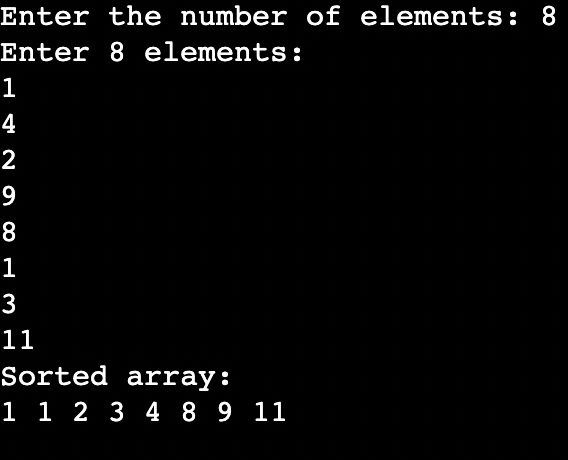 Enter the number of elements: 8
Enter 8 elements:
1
4
2
9
8
1
3
11
Sorted array:
1 1 2 3 4 8 9 11